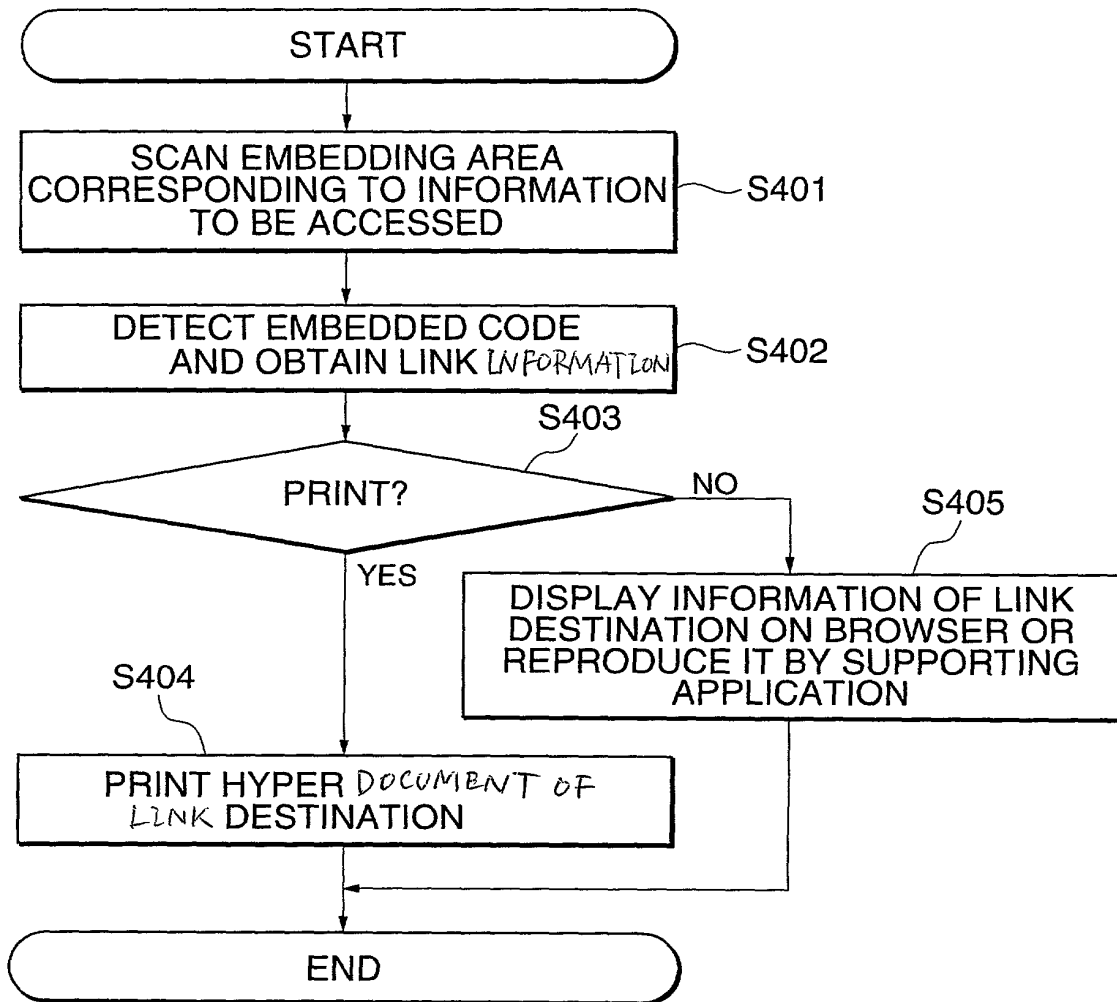 START
SCAN EMBEDDING AREA
CORRESPONDING TO INFORMATION
TO BE ACCESSED
S401
DETECT EMBEDDED CODE
AND OBTAIN LINK INFORMATION
S402
S403
PRINT?
NO
YES
S405
DISPLAY INFORMATION OF LINK
DESTINATION ON BROWSER OR
REPRODUCE IT BY SUPPORTING
APPLICATION
S404
PRINT HYPER DOCUMENT OF
LINK DESTINATION
END